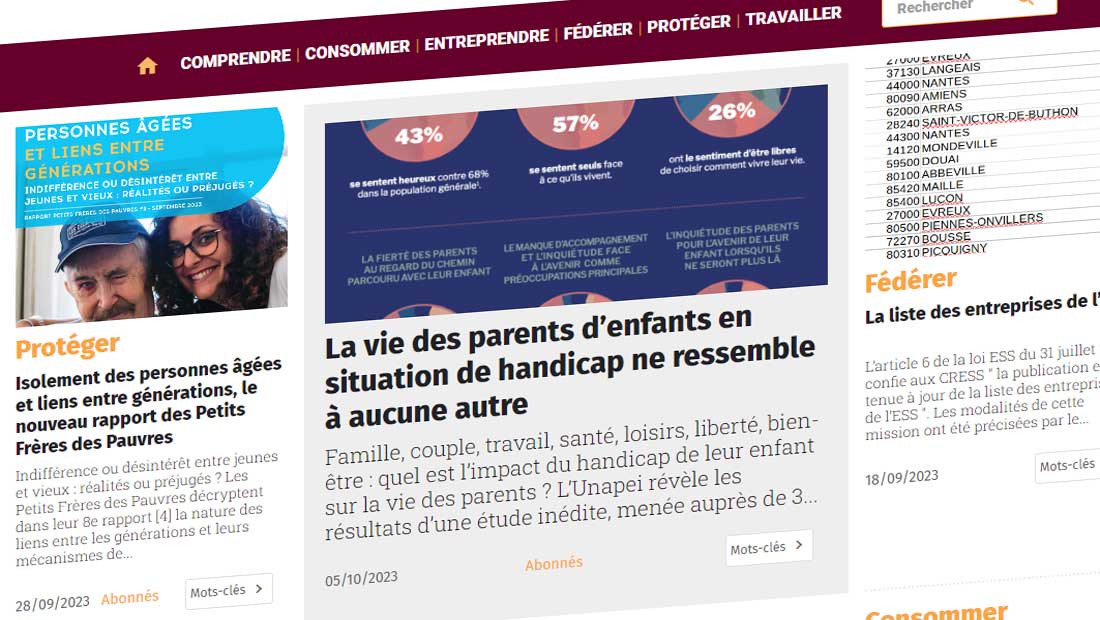 Rechercher
COMPRENDRE | CONSOMMER | ENTREPRENDRE | FÉDÉRER | PROTÉGER | TRAVAILLER
PERSONNES ÂGÉES
ET LIENS ENTRE
GÉNÉRATIONS
INDIFFÉRENCE OU DÉSINTÉRÊT ENTRE
JEUNES ET VIEUX : RÉALITÉS OU PRÉJUGÉS ?
RAPPORT PETITS FRÈRES DES PAUVRES #8 - SEPTEMBRE 2023
Protéger
Isolement des personnes âgées
et liens entre générations, le
nouveau rapport des Petits
Frères des Pauvres
Indifférence ou désintérêt entre jeunes
et vieux : réalités ou préjugés ? Les
Petits Frères des Pauvres décryptent
dans leur 8e rapport [4] la nature des
liens entre les générations et leurs
mécanismes de...
28/09/2023 Abonnés Mots-clés
43%
se sentent heureux contre 68%
dans la population générale¹.
57%
se sentent seuls face
à ce qu'ils vivent.
26%
ont le sentiment d'être libres
de choisir comment vivre leur vie.
LA FIERTÉ DES PARENTS
AU REGARD DU CHEMIN
PARCOURU AVEC LEUR ENFANT
LE MANQUE D'ACCOMPAGNEMENT
ET L'INQUIÉTUDE FACE
À L'AVENIR COMME
PRÉOCCUPATIONS PRINCIPALES
L'INQUIÉTUDE DES PARENTS
POUR L'AVENIR DE LEUR
ENFANT LORSQU'ILS
NE SERONT PLUS LÀ
La vie des parents d'enfants en
situation de handicap ne ressemble
à aucune autre
Famille, couple, travail, santé, loisirs, liberté, bien-
être : quel est l'impact du handicap de leur enfant
sur la vie des parents ? L'Unapei révèle les
résultats d'une étude inédite, menée auprès de 3...
05/10/2023 Abonnés Mots-clés
27000 EVREUX
37130 LANGEAIS
44000 NANTES
80090 AMIENS
62000 ARRAS
28240 SAINT-VICTOR-DE-BUTHON
44300 NANTES
14120 MONDEVILLE
59500 DOUAI
80100 ABBEVILLE
85420 MAILLE
85400 LUCON
27000 EVREUX
80500 PIENNES-ONVILLERS
72270 BOUSSE
80310 PICQUIGNY
Fédérer
La liste des entreprises de l'
L'article 6 de la loi ESS du 31 juillet
confie aux CRESS " la publication e
tenue à jour de la liste des entrepris
de l'ESS ". Les modalités de cette
mission ont été précisées par le...
18/09/2023 Mots-clés
Consommer